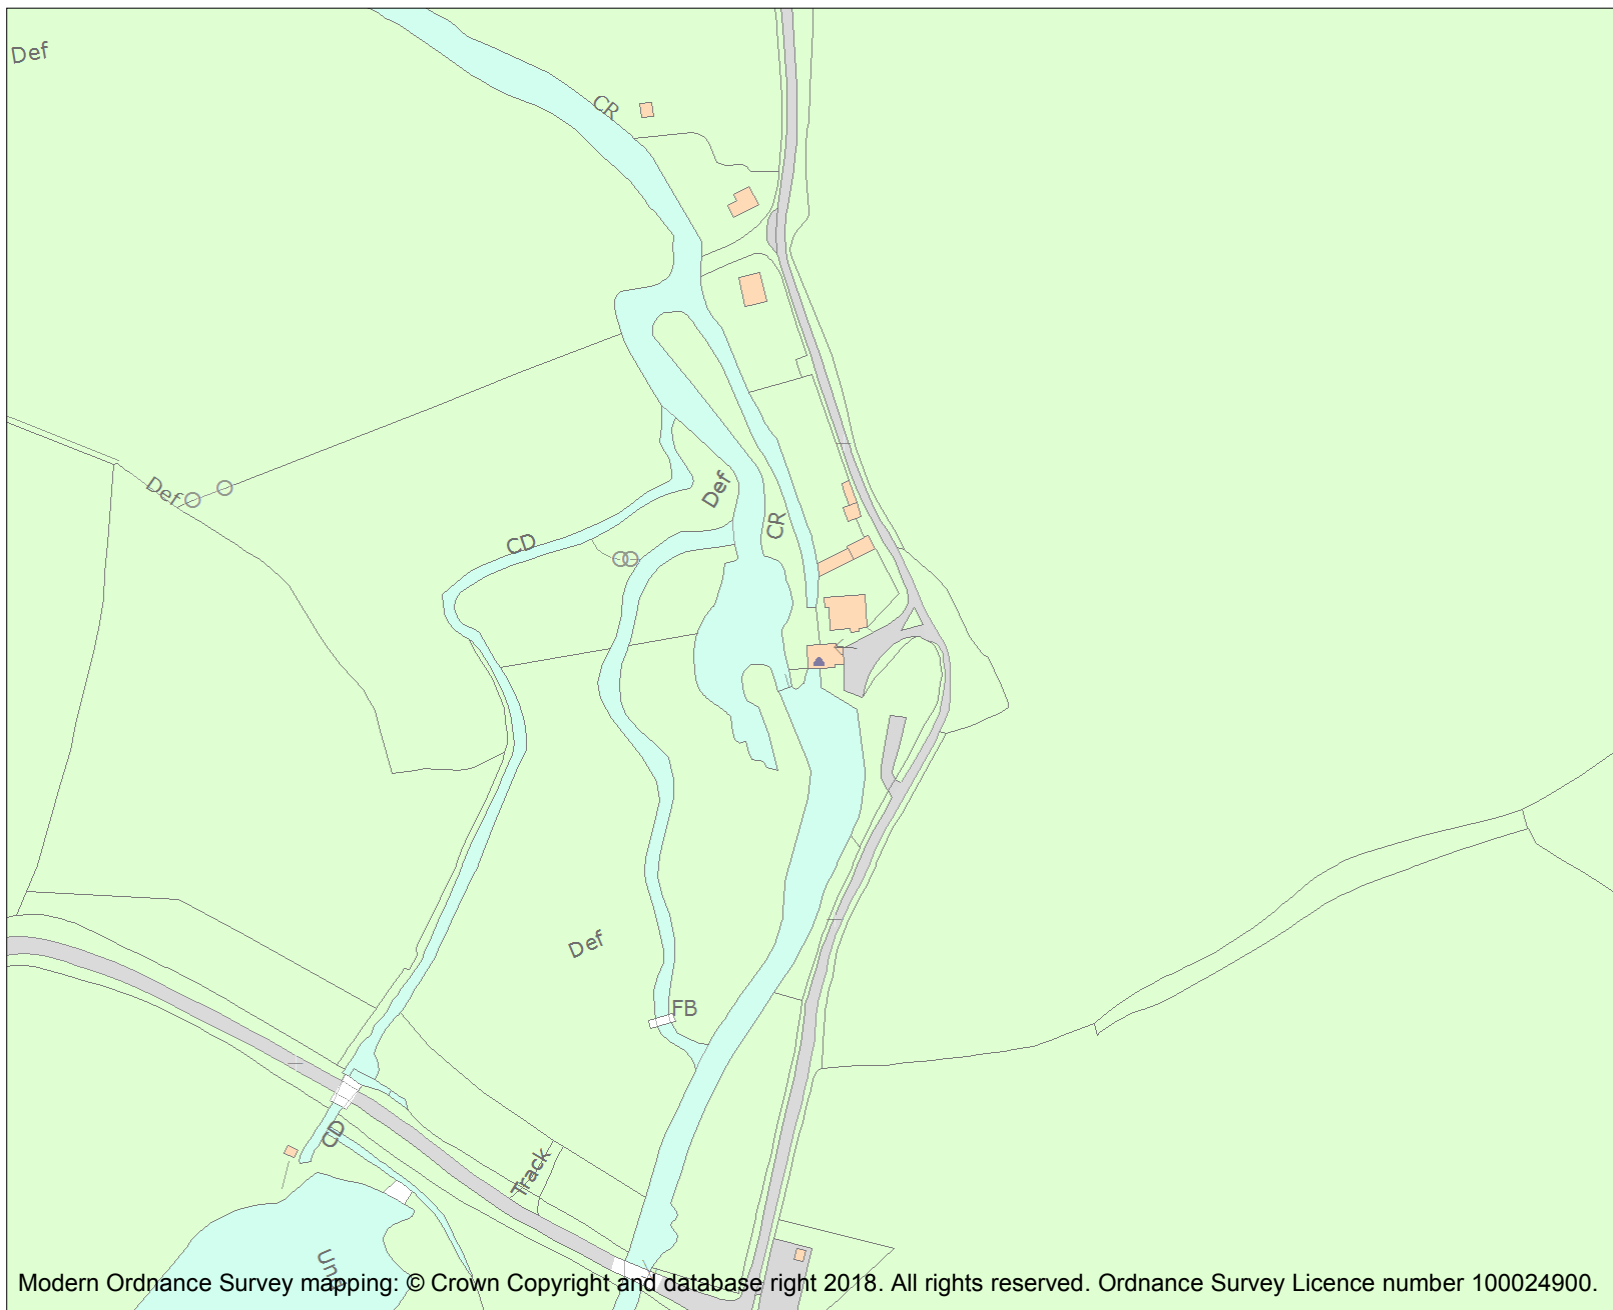 Def
CR
Def
Def
CR
CD
Def
FB
CD
Track
Modern Ordnance Survey mapping: © Crown Copyright and database right 2018. All rights reserved. Ordnance Survey Licence number 100024900.